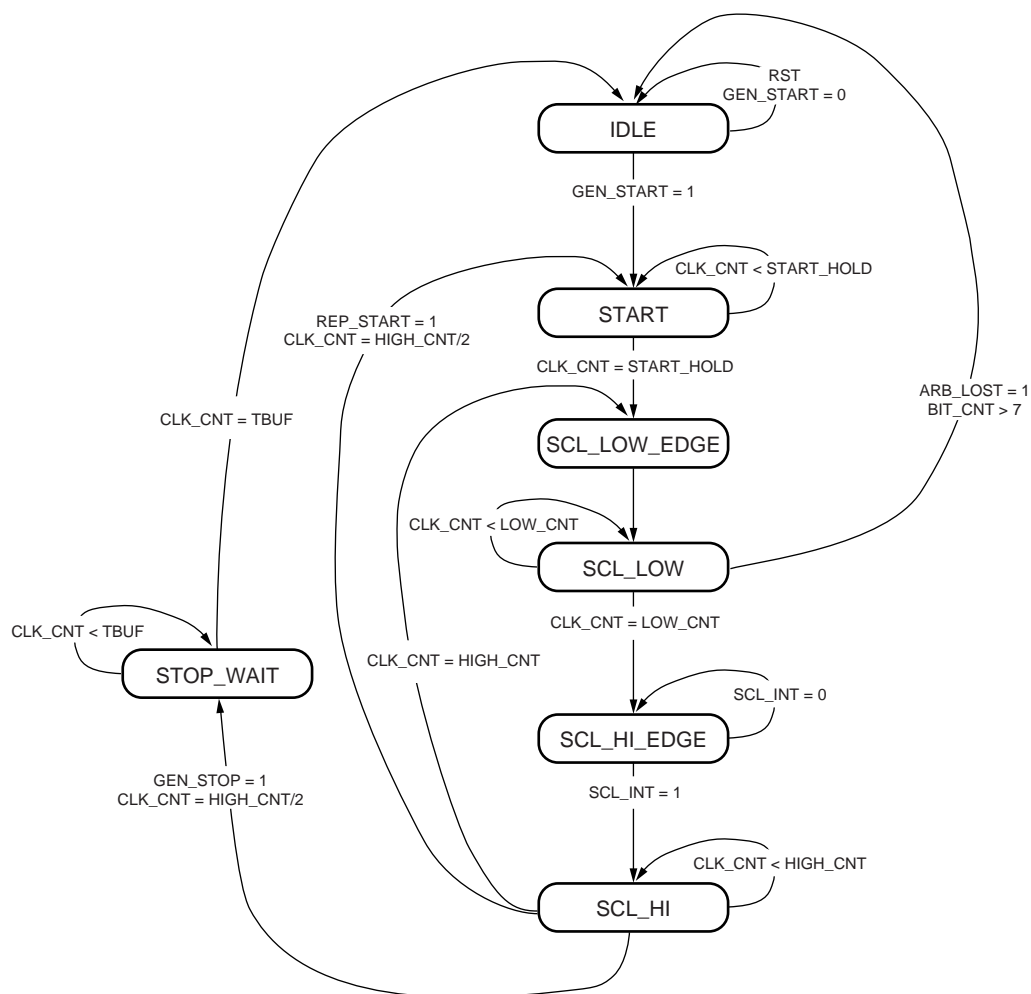 RST
GEN_START = 0
IDLE
GEN_START = 1
CLK_CNT < START_HOLD
START
REP_START = 1
CLK_CNT = HIGH_CNT/2
CLK_CNT = START_HOLD
ARB_LOST = 1
BIT_CNT > 7
CLK_CNT = TBUF
SCL_LOW_EDGE
CLK_CNT < LOW_CNT
SCL_LOW
CLK_CNT = LOW_CNT
CLK_CNT < TBUF
STOP_WAIT
CLK_CNT = HIGH_CNT
SCL_INT = 0
SCL_HI_EDGE
GEN_STOP = 1
CLK_CNT = HIGH_CNT/2
SCL_INT = 1
CLK_CNT < HIGH_CNT
SCL_HI